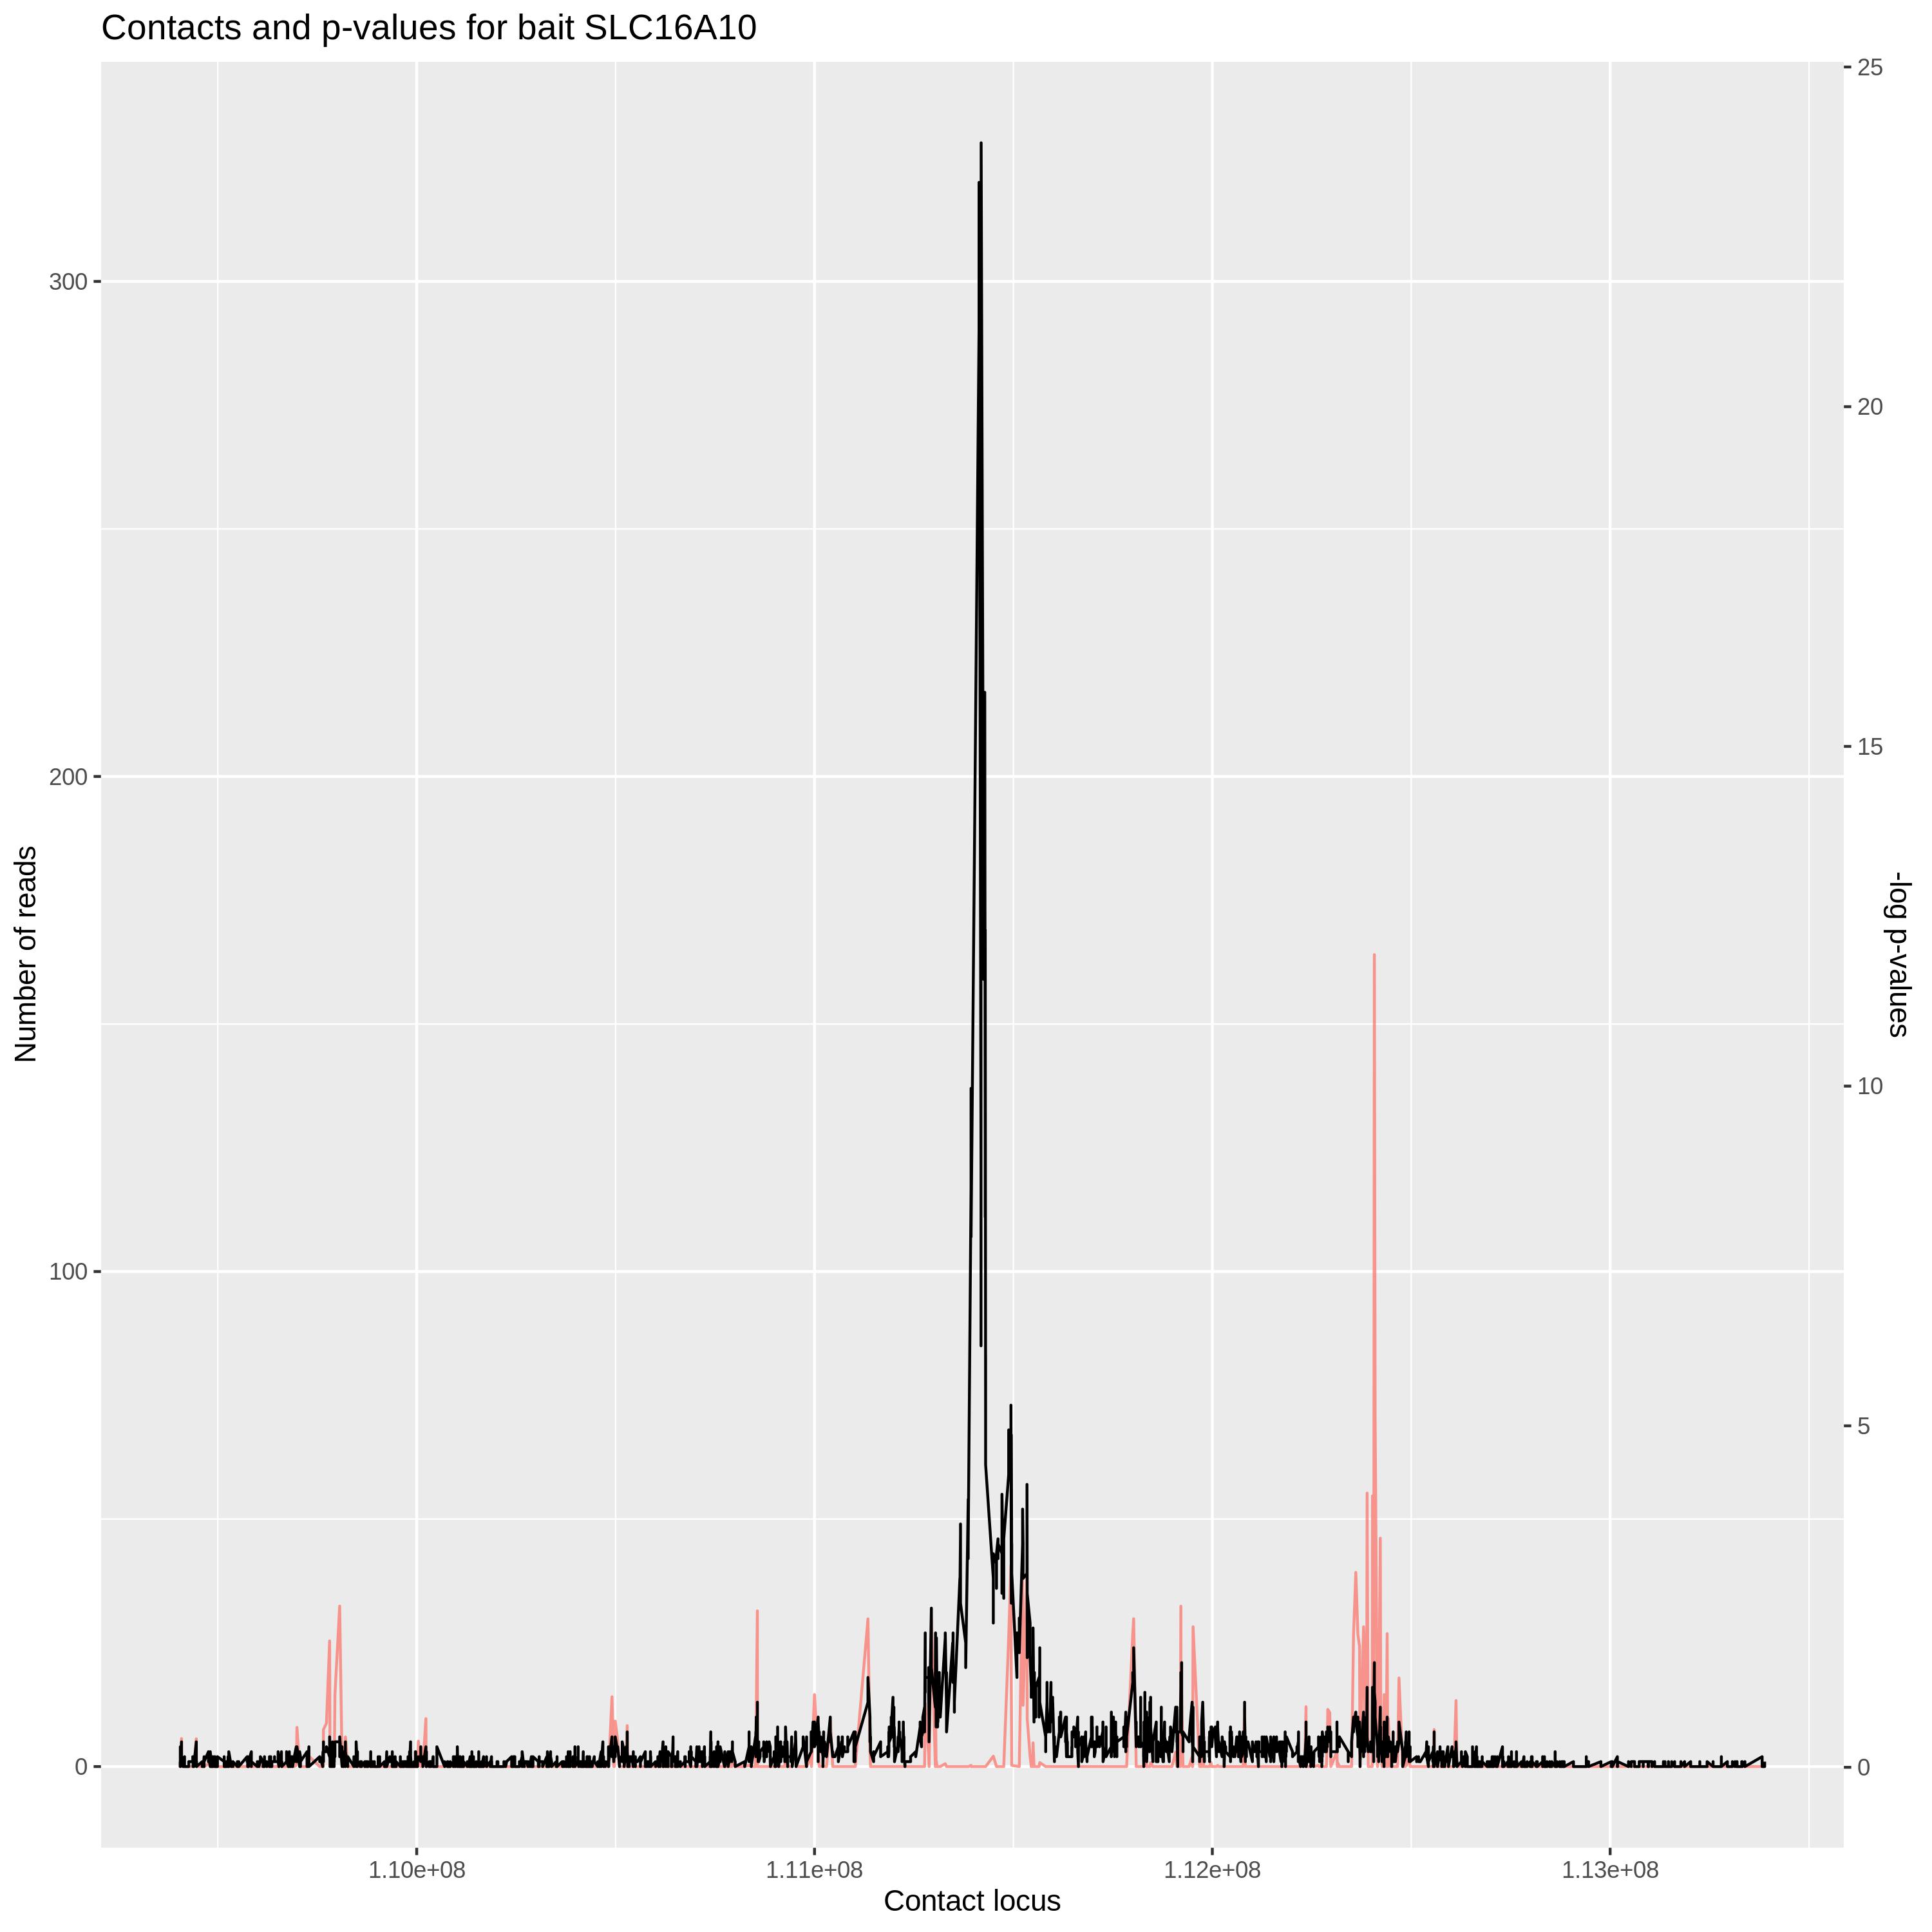 Contacts and p-values for bait SLC16A10
25
20
15
10
5
0
-log p-values
300
200
100
0
Number of reads
1.10e+08 1.11e+08 1.12e+08 1.13e+08
Contact locus